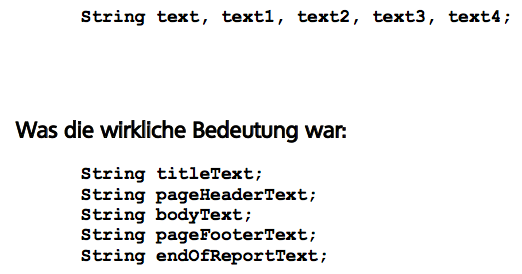 String text, text1, text2, text3, text4;
Was die wirkliche Bedeutung war:
String titleText;
String pageHeaderText;
String bodyText;
String pageFooterText;
String endOfReportText;